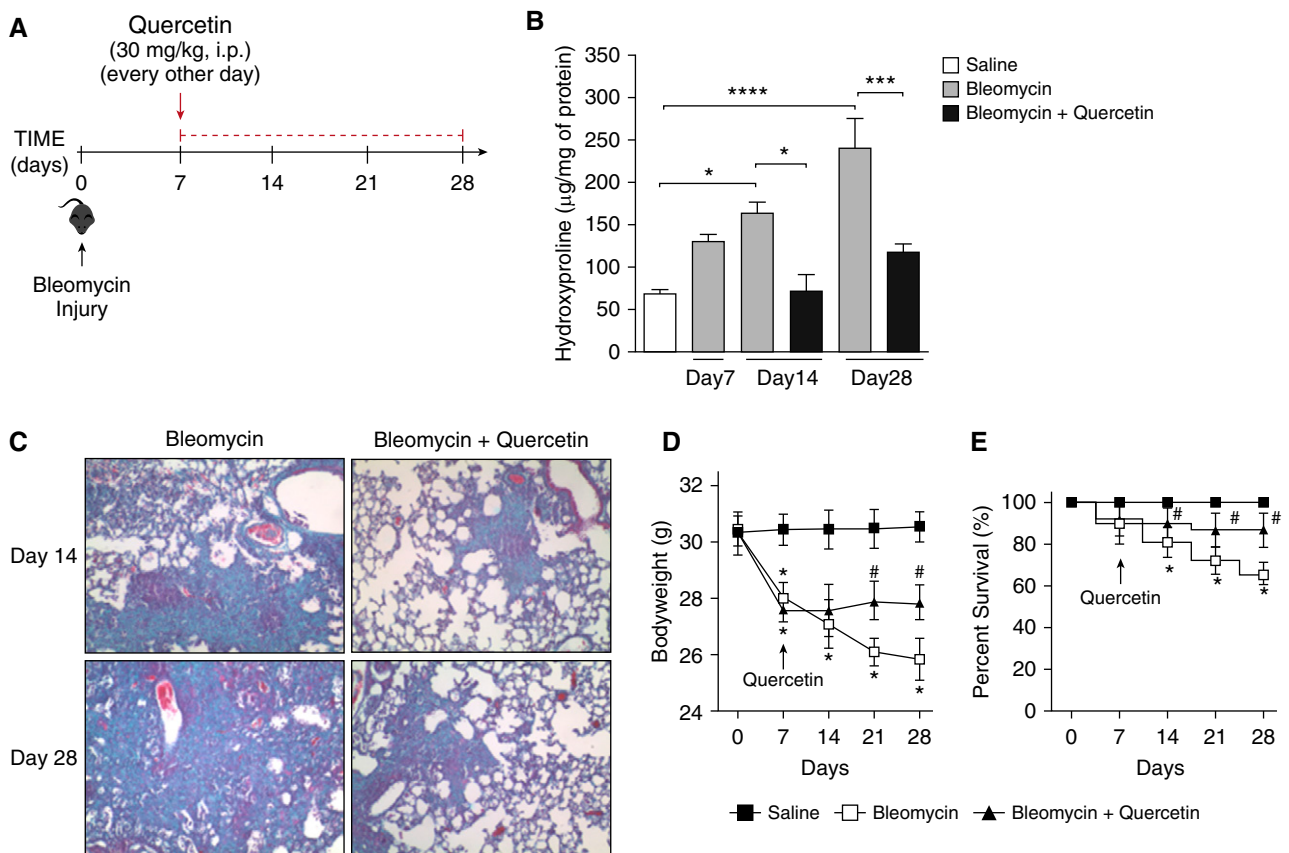 A
Quercetin
(30 mg/kg, i.p.)
(every other day)
TIME
(days)
0 7 14 21 28
Bleomycin
Injury
B
Hydroxyproline (μg/mg of protein)
350
300
250
200
150
100
50
0
****
***
*
*
Day7 Day14 Day28
Saline
Bleomycin
Bleomycin + Quercetin
C
Bleomycin Bleomycin + Quercetin
Day 14
Day 28
D
Bodyweight (g)
32
30
28
26
24
*
# #
*
*
*
*
Quercetin
0 7 14 21 28
Days
E
Percent Survival (%)
100
80
60
40
20
0
# # #
* * *
Quercetin
0 7 14 21 28
Days
Saline Bleomycin Bleomycin + Quercetin